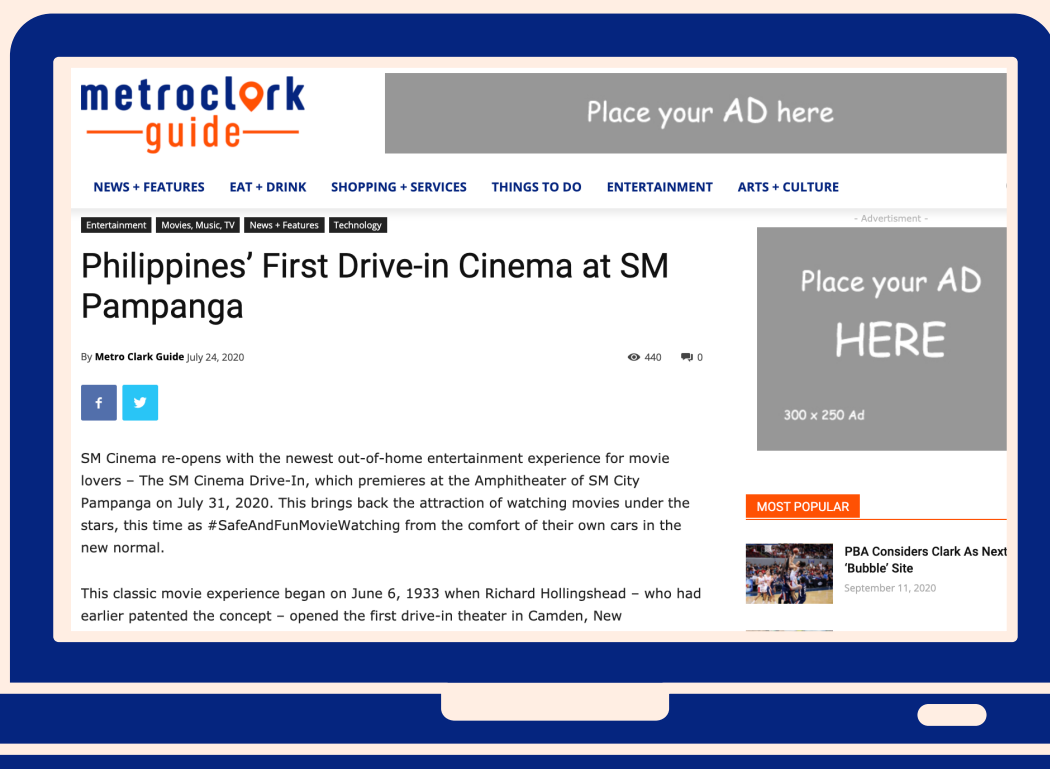 metroclark
guide
Place your AD here
NEWS + FEATURES EAT + DRINK SHOPPING + SERVICES THINGS TO DO ENTERTAINMENT ARTS + CULTURE
Entertainment Movies, Music, TV News + Features Technology
Philippines’ First Drive-in Cinema at SM
Pampanga
By Metro Clark Guide July 24, 2020 440 0
SM Cinema re-opens with the newest out-of-home entertainment experience for movie
lovers – The SM Cinema Drive-In, which premieres at the Amphitheater of SM City
Pampanga on July 31, 2020. This brings back the attraction of watching movies under the
stars, this time as #SafeAndFunMovieWatching from the comfort of their own cars in the
new normal.
This classic movie experience began on June 6, 1933 when Richard Hollingshead – who had
earlier patented the concept – opened the first drive-in theater in Camden, New
- Advertisment -
Place your AD
HERE
300 x 250 Ad
MOST POPULAR
PBA Considers Clark As Next
‘Bubble’ Site
September 11, 2020